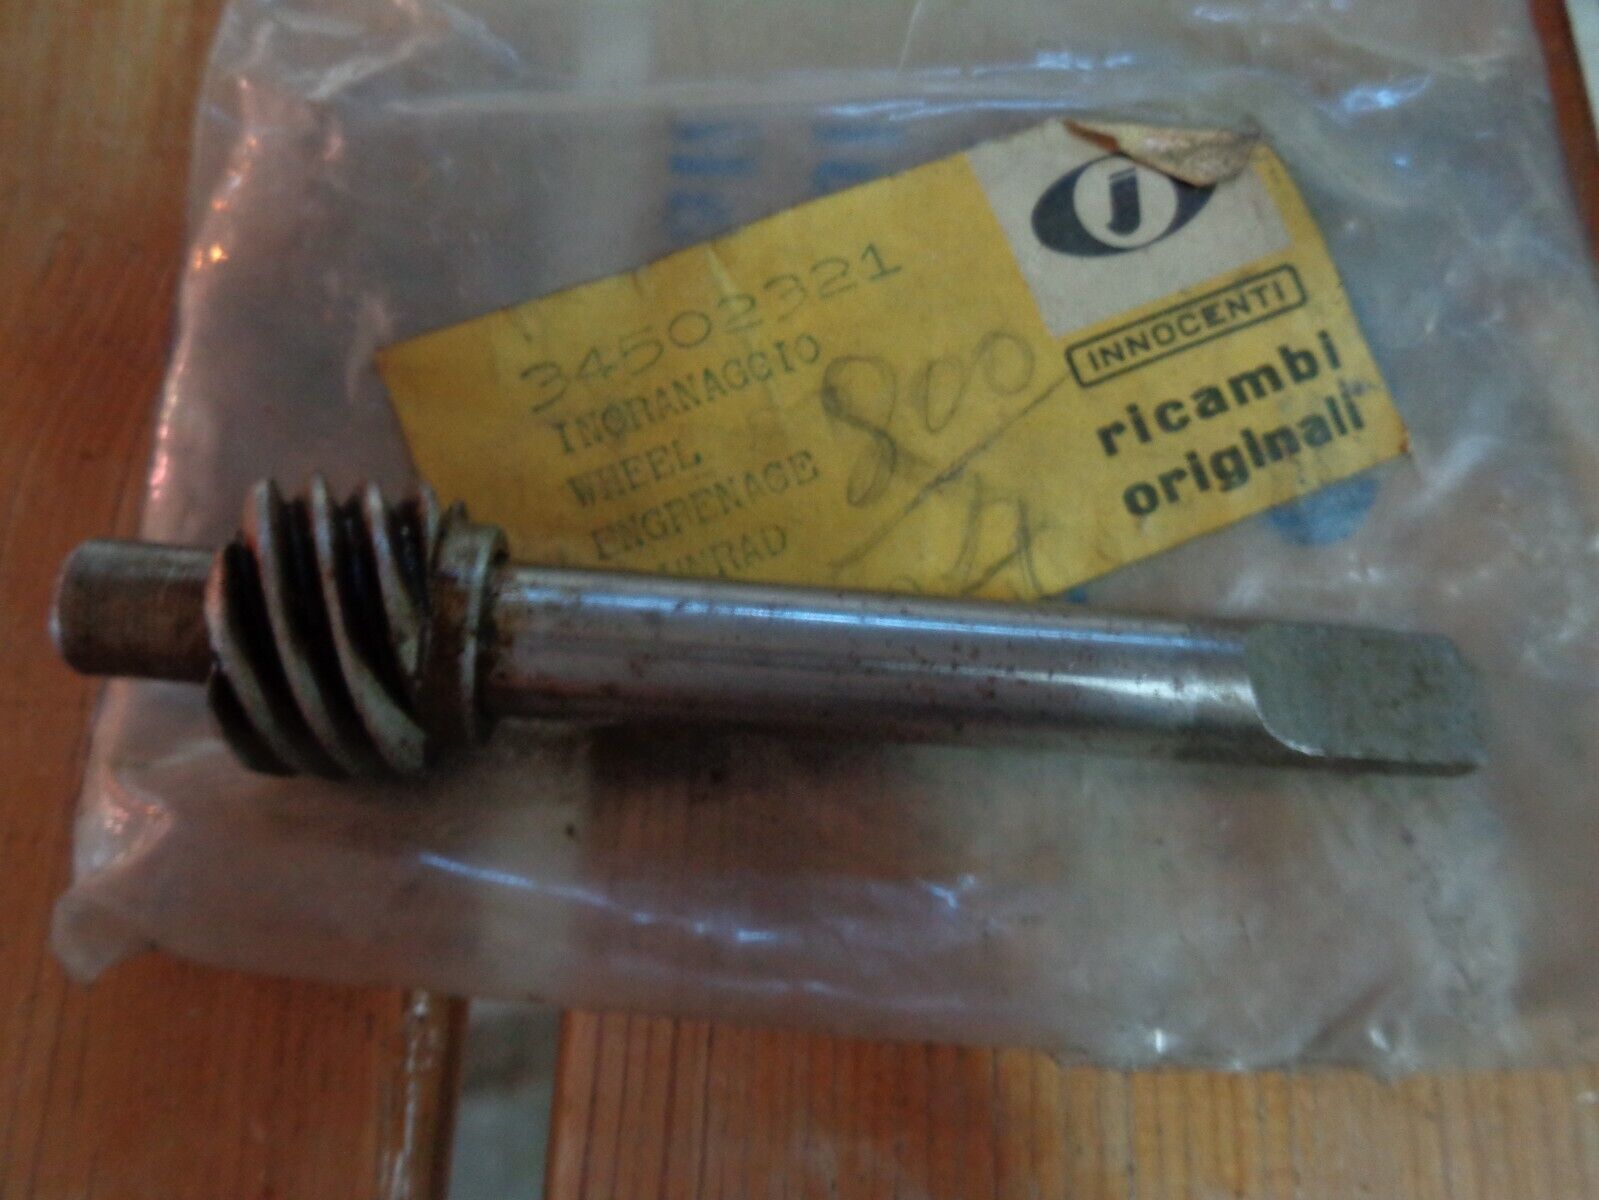 34502321
INGRANAGGIO
WHEEL
ENGRENAGE
800
J
INNOCENTI
ricambi
originali